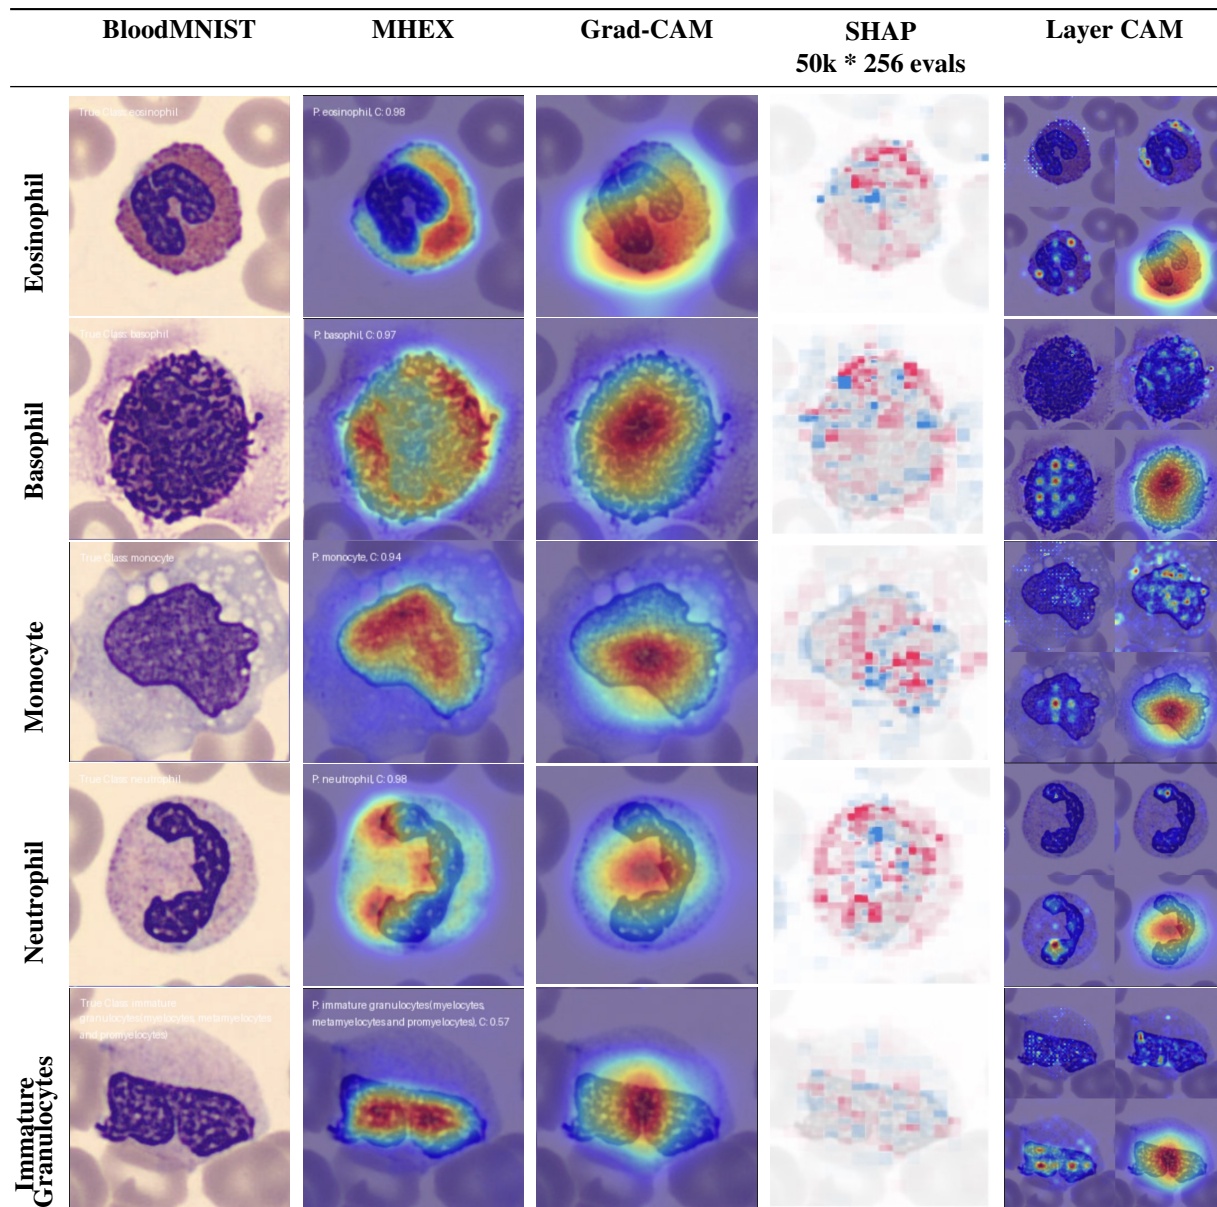 BloodMNIST MHEX Grad-CAM SHAP Layer CAM
50k * 256 evals
Eosinophil
True Class: eosinophil
P: eosinophil, C: 0.98
Basophil
True Class: basophil
P: basophil, C: 0.97
Monocyte
True Class: monocyte
P: monocyte, C: 0.94
Neutrophil
True Class: neutrophil
P: neutrophil, C: 0.98
Immature
Granulocytes
True Class: immature
granulocytes(myelocytes, metamyelocytes
and promyelocytes)
P: immature granulocytes(myelocytes,
metamyelocytes and promyelocytes), C: 0.57